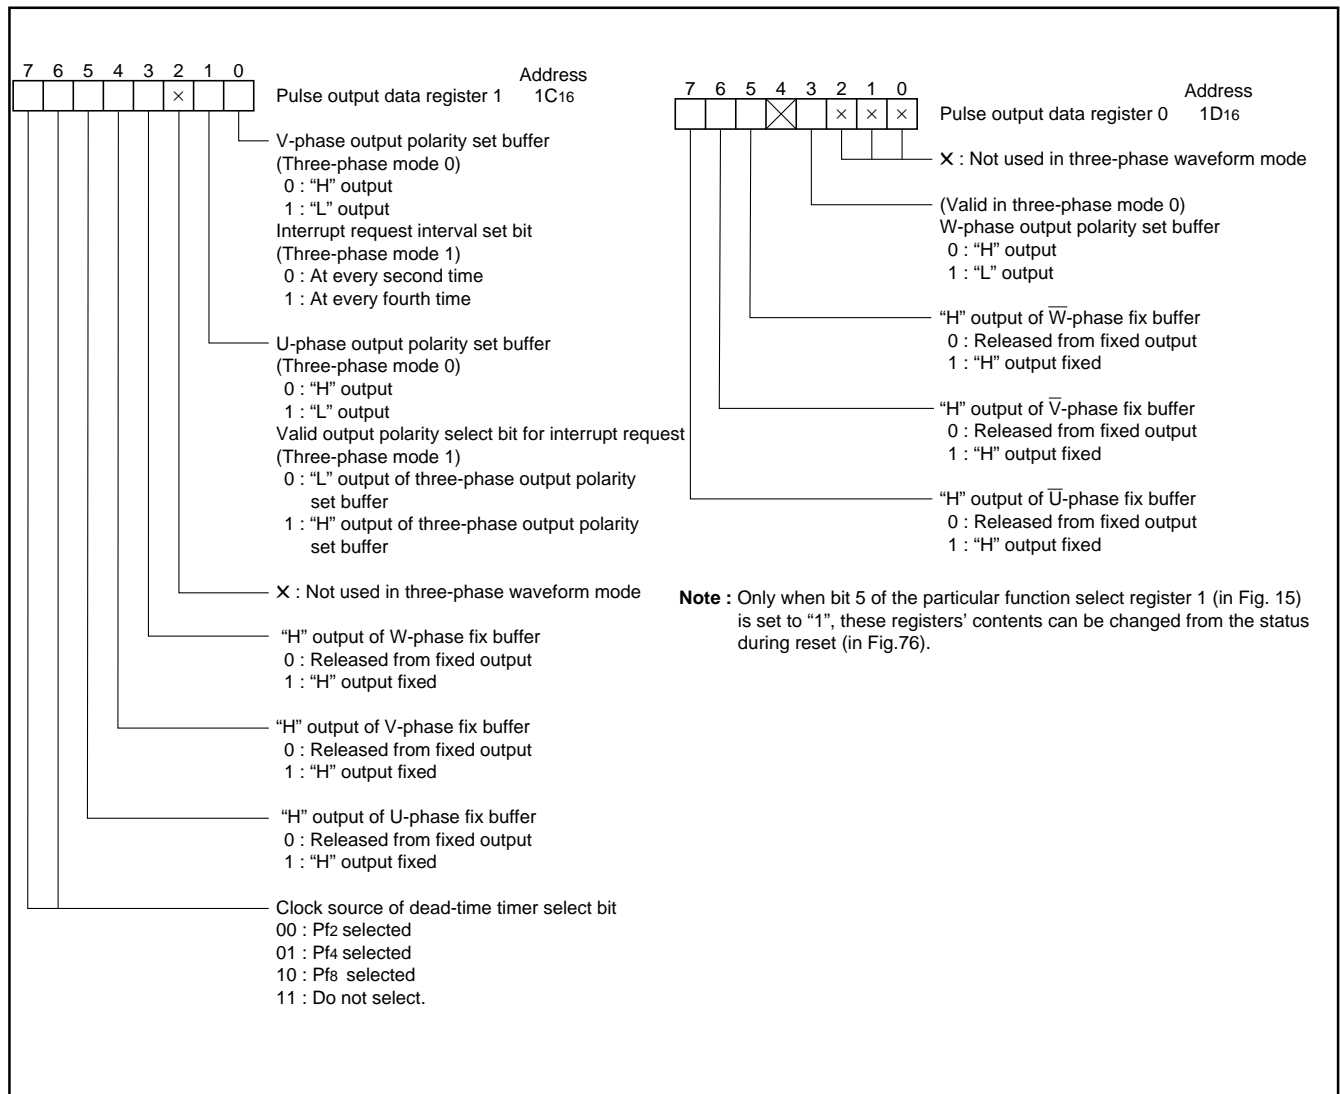 7 6 5 4 3 2 1 0
×
Pulse output data register 1
Address
1C16
V-phase output polarity set buffer
(Three-phase mode 0)
0 : “H” output
1 : “L” output
Interrupt request interval set bit
(Three-phase mode 1)
0 : At every second time
1 : At every fourth time
U-phase output polarity set buffer
(Three-phase mode 0)
0 : “H” output
1 : “L” output
Valid output polarity select bit for interrupt request
(Three-phase mode 1)
0 : “L” output of three-phase output polarity
set buffer
1 : “H” output of three-phase output polarity
set buffer
× : Not used in three-phase waveform mode
“H” output of W-phase fix buffer
0 : Released from fixed output
1 : “H” output fixed
“H” output of V-phase fix buffer
0 : Released from fixed output
1 : “H” output fixed
“H” output of U-phase fix buffer
0 : Released from fixed output
1 : “H” output fixed
Clock source of dead-time timer select bit
00 : Pf2 selected
01 : Pf4 selected
10 : Pf8 selected
11 : Do not select.
7 6 5 4 3 2 1 0
× × ×
Pulse output data register 0
Address
1D16
× : Not used in three-phase waveform mode
(Valid in three-phase mode 0)
W-phase output polarity set buffer
0 : “H” output
1 : “L” output
“H” output of W̅-phase fix buffer
0 : Released from fixed output
1 : “H” output fixed
“H” output of V̅-phase fix buffer
0 : Released from fixed output
1 : “H” output fixed
“H” output of U̅-phase fix buffer
0 : Released from fixed output
1 : “H” output fixed
Note : Only when bit 5 of the particular function select register 1 (in Fig. 15)
is set to “1”, these registers’ contents can be changed from the status
during reset (in Fig.76).